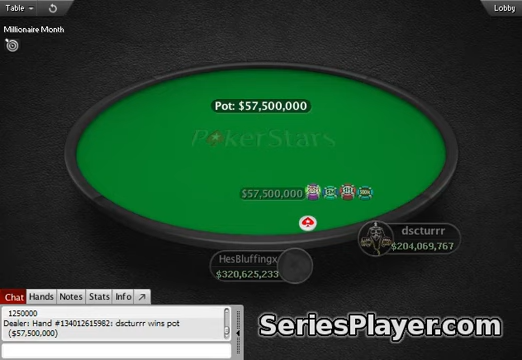 Table
Lobby
Millionaire Month
Pot: $57,500,000
PokerStars
$57,500,000
dscturrr
$204,069,767
HesBluffingx
$320,625,233
Chat Hands Notes Stats Info
1250000
Dealer: Hand #134012615982: dscturrr wins pot
($57,500,000)
SeriesPlayer.com